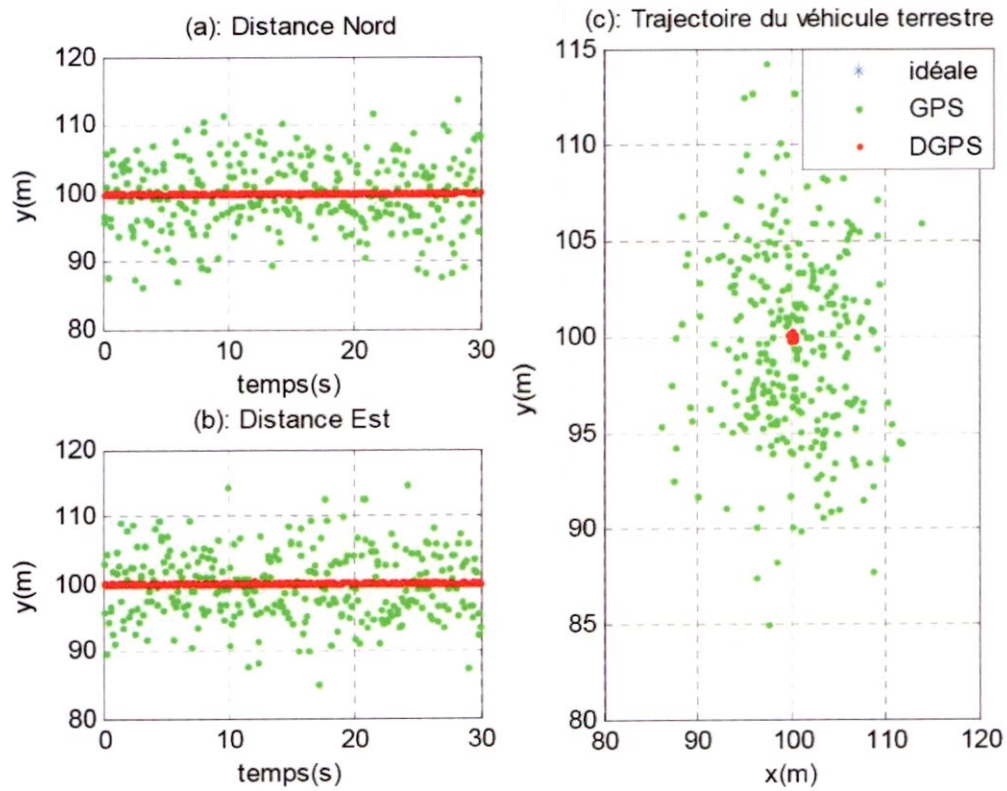 (a): Distance Nord
120
110
100
90
80
y(m)
0 10 20 30
temps(s)
(b): Distance Est
120
110
100
90
80
y(m)
0 10 20 30
temps(s)
(c): Trajectoire du véhicule terrestre
115
110
105
100
95
90
85
80
y(m)
80 90 100 110 120
x(m)
idéale
GPS
DGPS